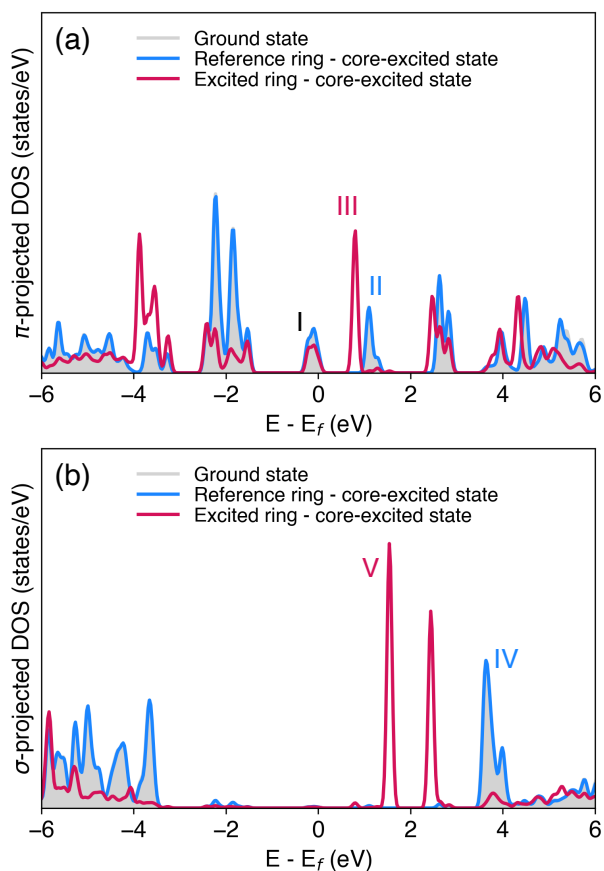 (a)
Ground state
Reference ring - core-excited state
Excited ring - core-excited state
π-projected DOS (states/eV)
III
II
I
−6 −4 −2 0 2 4 6
E - E_f (eV)
(b)
Ground state
Reference ring - core-excited state
Excited ring - core-excited state
σ-projected DOS (states/eV)
V
IV
−6 −4 −2 0 2 4 6
E - E_f (eV)